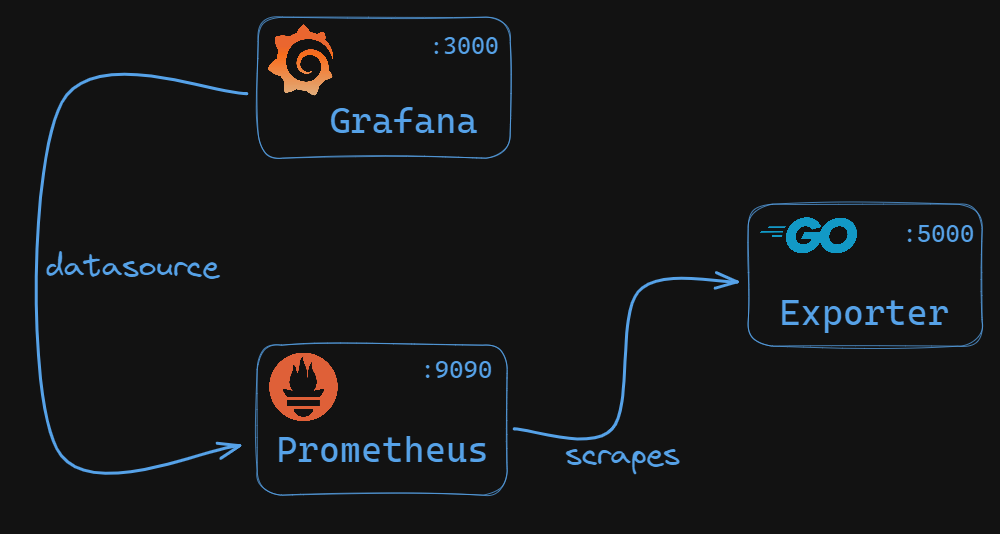 :3000
Grafana
datasource
GO
:5000
Exporter
:9090
Prometheus
scrapes